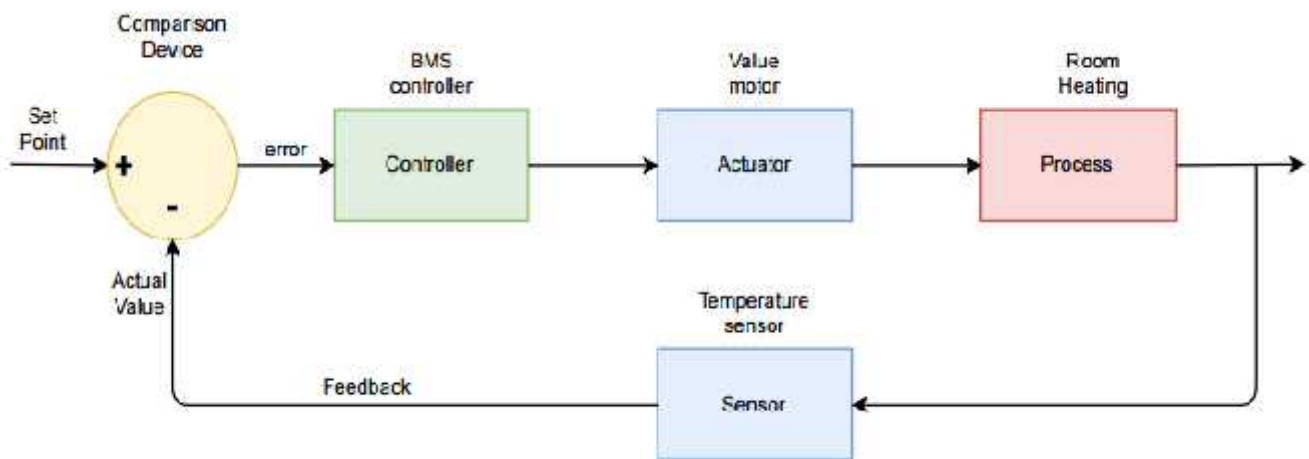 Comparison
Device
BMS
controller
Value
motor
Room
Heating
Set
Point
+
error
Controller
Actuator
Process
-
Actual
Value
Temperature
sensor
Feedback
Sensor